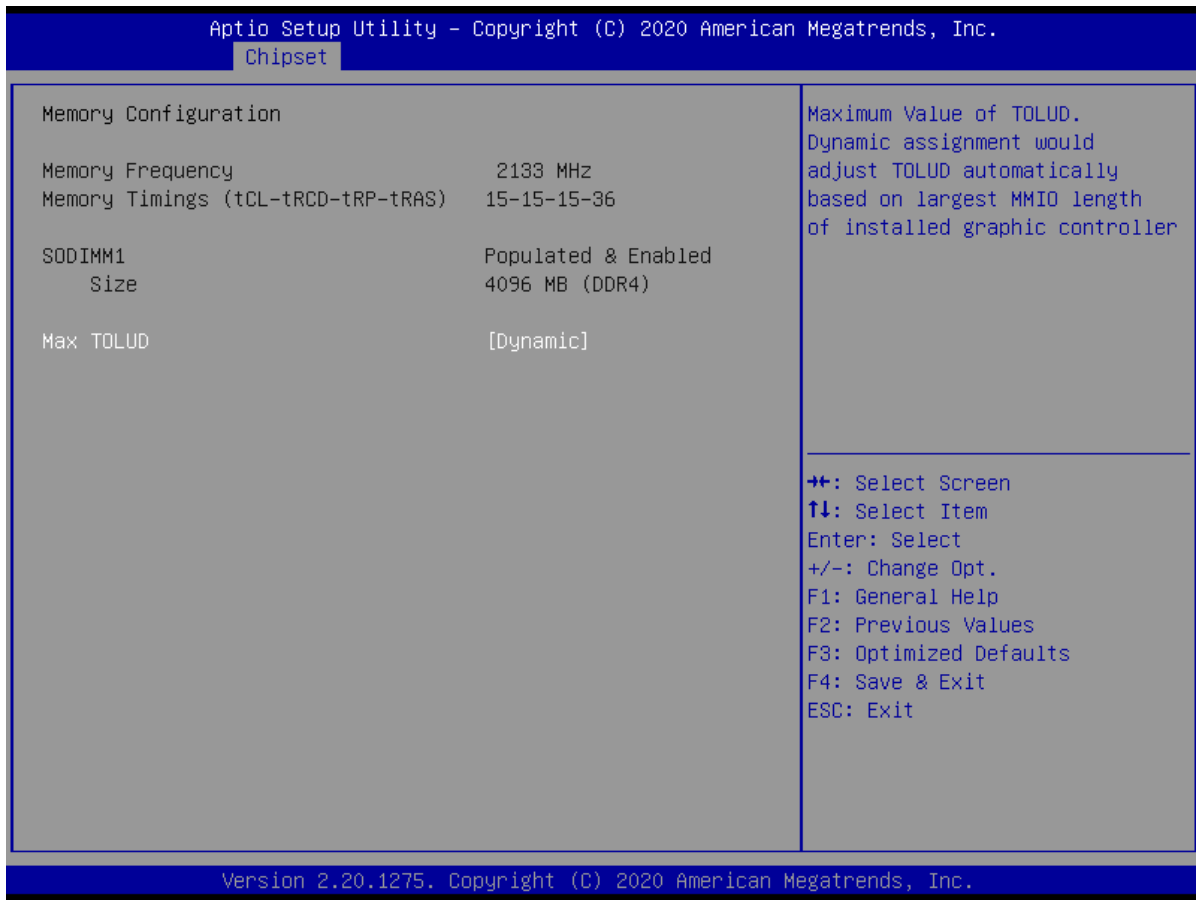 Aptio Setup Utility – Copyright (C) 2020 American Megatrends, Inc.
Chipset
Memory Configuration
Memory Frequency 2133 MHz
Memory Timings (tCL-tRCD-tRP-tRAS) 15-15-15-36
SODIMM1 Populated & Enabled
Size 4096 MB (DDR4)
Max TOLUD [Dynamic]
Maximum Value of TOLUD.
Dynamic assignment would
adjust TOLUD automatically
based on largest MMIO length
of installed graphic controller
→←: Select Screen
↑↓: Select Item
Enter: Select
+/-: Change Opt.
F1: General Help
F2: Previous Values
F3: Optimized Defaults
F4: Save & Exit
ESC: Exit
Version 2.20.1275. Copyright (C) 2020 American Megatrends, Inc.